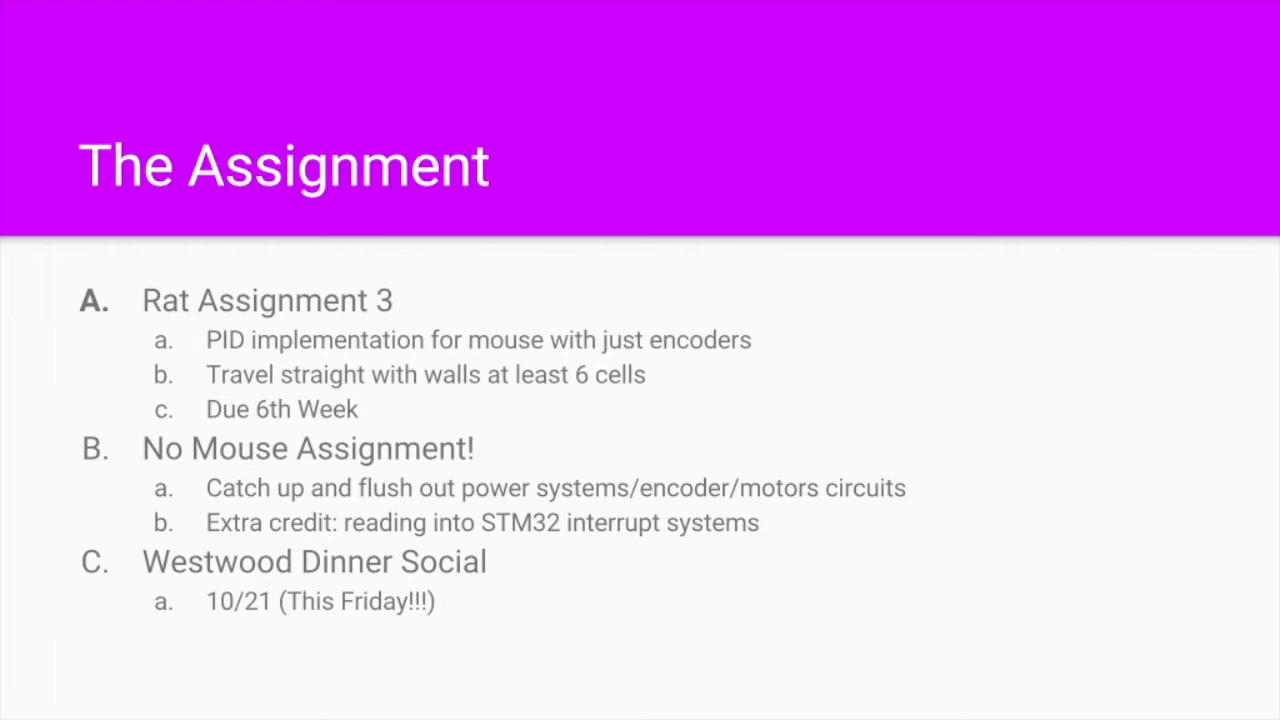 The Assignment
A. Rat Assignment 3
a. PID implementation for mouse with just encoders
b. Travel straight with walls at least 6 cells
c. Due 6th Week
B. No Mouse Assignment!
a. Catch up and flush out power systems/encoder/motors circuits
b. Extra credit: reading into STM32 interrupt systems
C. Westwood Dinner Social
a. 10/21 (This Friday!!!)